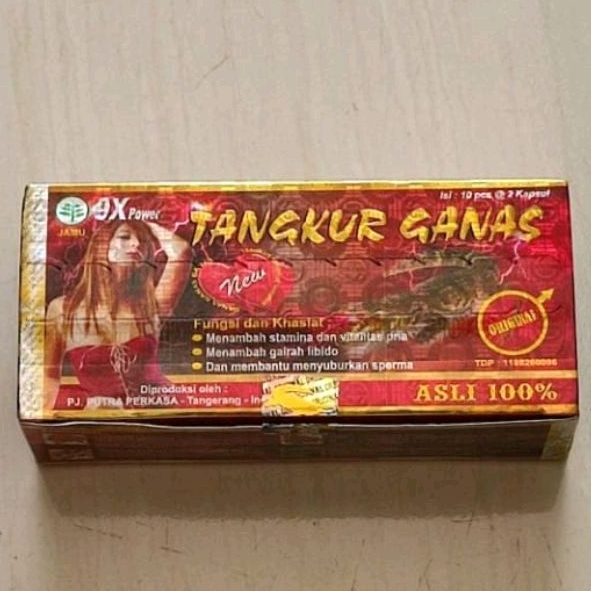 Isi : 10 pcs @ 2 Kapsul
9X Power
JAMU
TANGKUR GANAS
New
Fungsi dan Khasiat
Menambah stamina dan vitalitas pria
Menambah gairah libido
Dan membantu menyuburkan sperma
ORIGINAL
TDP :
Diproduksi oleh :
PJ. PUTRA PERKASA - Tangerang -
ASLI 100%